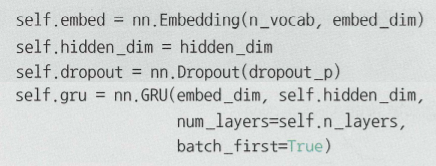 self.embed = nn.Embedding(n_vocab, embed_dim)
self.hidden_dim = hidden_dim
self.dropout = nn.Dropout(dropout_p)
self.gru = nn.GRU(embed_dim, self.hidden_dim,
num_layers=self.n_layers,
batch_first=True)